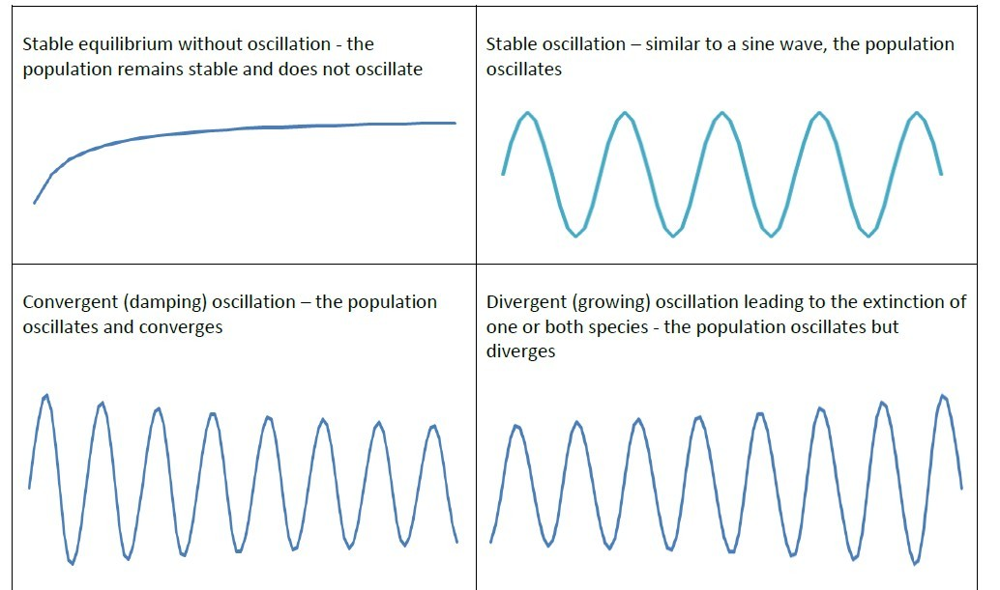 Stable equilibrium without oscillation - the
population remains stable and does not oscillate
Stable oscillation – similar to a sine wave, the population
oscillates
Convergent (damping) oscillation – the population
oscillates and converges
Divergent (growing) oscillation leading to the extinction of
one or both species - the population oscillates but
diverges